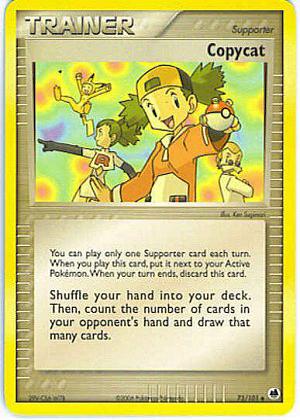 TRAINER
Supporter
Copycat
illus. Ken Sugimori
You can play only one Supporter card each turn.
When you play this card, put it next to your Active
Pokémon. When your turn ends, discard this card.
Shuffle your hand into your deck.
Then, count the number of cards
in your opponent's hand and draw that
many cards.
©2006 Pokémon/Nintendo
73/101